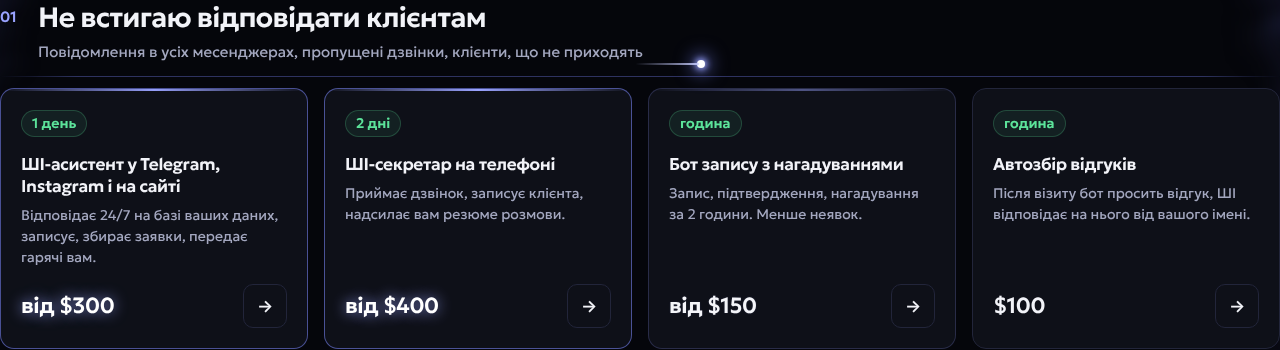 01
Не встигаю відповідати клієнтам
Повідомлення в усіх месенджерах, пропущені дзвінки, клієнти, що не приходять
1 день
ШІ-асистент у Telegram,
Instagram і на сайті
Відповідає 24/7 на базі ваших даних,
записує, збирає заявки, передає
гарячі вам.
від $300
→
2 дні
ШІ-секретар на телефоні
Приймає дзвінок, записує клієнта,
надсилає вам резюме розмови.
від $400
→
година
Бот запису з нагадуваннями
Запис, підтвердження, нагадування
за 2 години. Менше неявок.
від $150
→
година
Автозбір відгуків
Після візиту бот просить відгук, ШІ
відповідає на нього від вашого імені.
$100
→